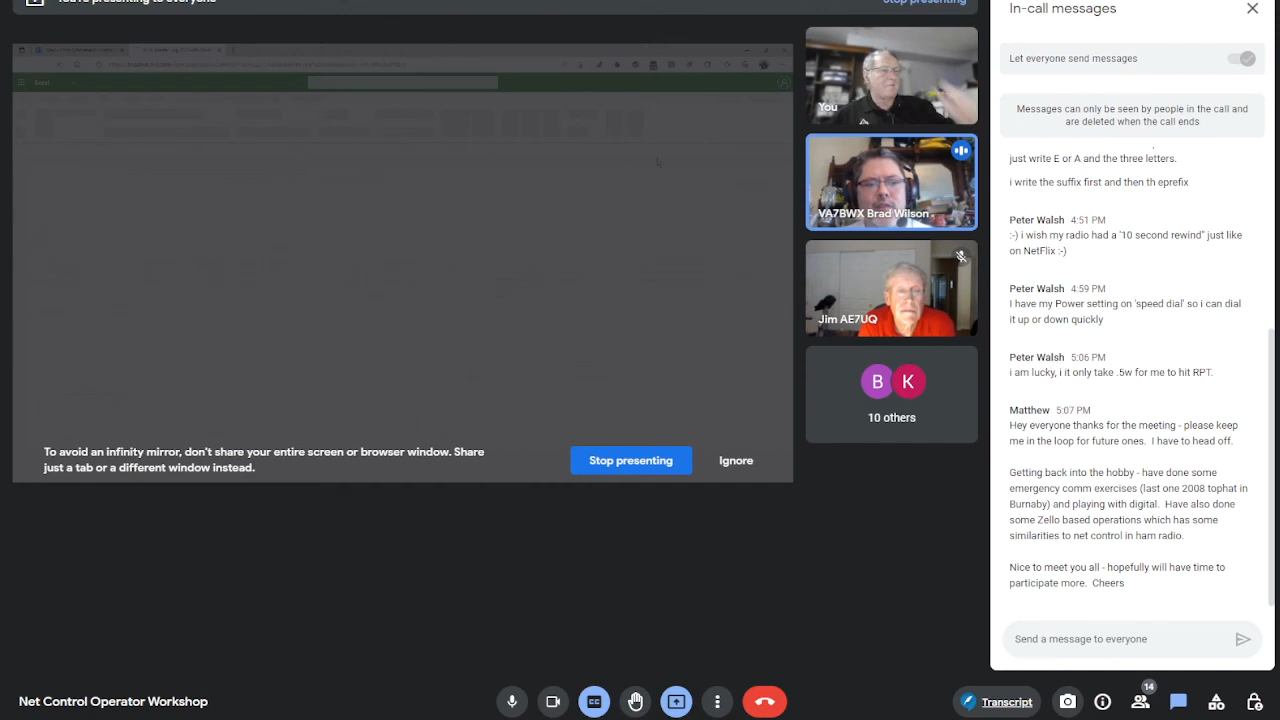 You're presenting to everyone
Stop presenting
In-call messages
Let everyone send messages
Messages can only be seen by people in the call and
are deleted when the call ends
just write E or A and the three letters.
i write the suffix first and then th eprefix
Peter Walsh 4:51 PM
:-) i wish my radio had a '10 second rewind" just like
on NetFlix :-)
Peter Walsh 4:59 PM
I have my Power setting on 'speed dial' so i can dial
it up or down quickly
Peter Walsh 5:06 PM
i am lucky, i it only take .5w for me to hit RPT.
Matthew 5:07 PM
Hey everyone thanks for the meeting - please keep
me in the loop for future ones. I have to head off.
Getting back into the hobby - have done some
emergency comm exercises (last one 2008 tophat in
Burnaby) and playing with digital. Have also done
some Zello based operations which has some
similarities to net control in ham radio.
Nice to meet you all - hopefully will have time to
participate more. Cheers
Send a message to everyone
Excel
You
VA7BWX Brad Wilson
Jim AE7UQ
B K
10 others
To avoid an infinity mirror, don't share your entire screen or browser window. Share
just a tab or a different window instead.
Stop presenting
Ignore
Net Control Operator Workshop
CC
Transcript
14